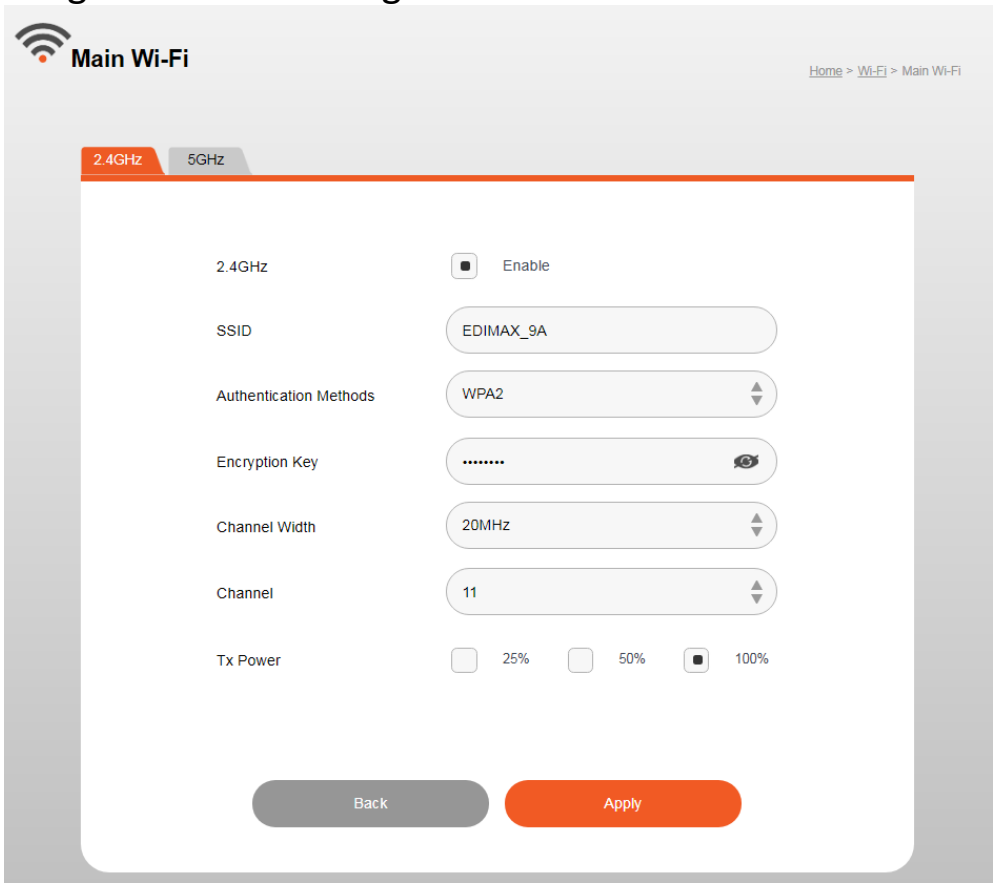 Main Wi-Fi
Home > Wi-Fi > Main Wi-Fi
2.4GHz 5GHz
2.4GHz Enable
SSID EDIMAX_9A
Authentication Methods WPA2
Encryption Key ••••••••
Channel Width 20MHz
Channel 11
Tx Power 25% 50% 100%
Back Apply